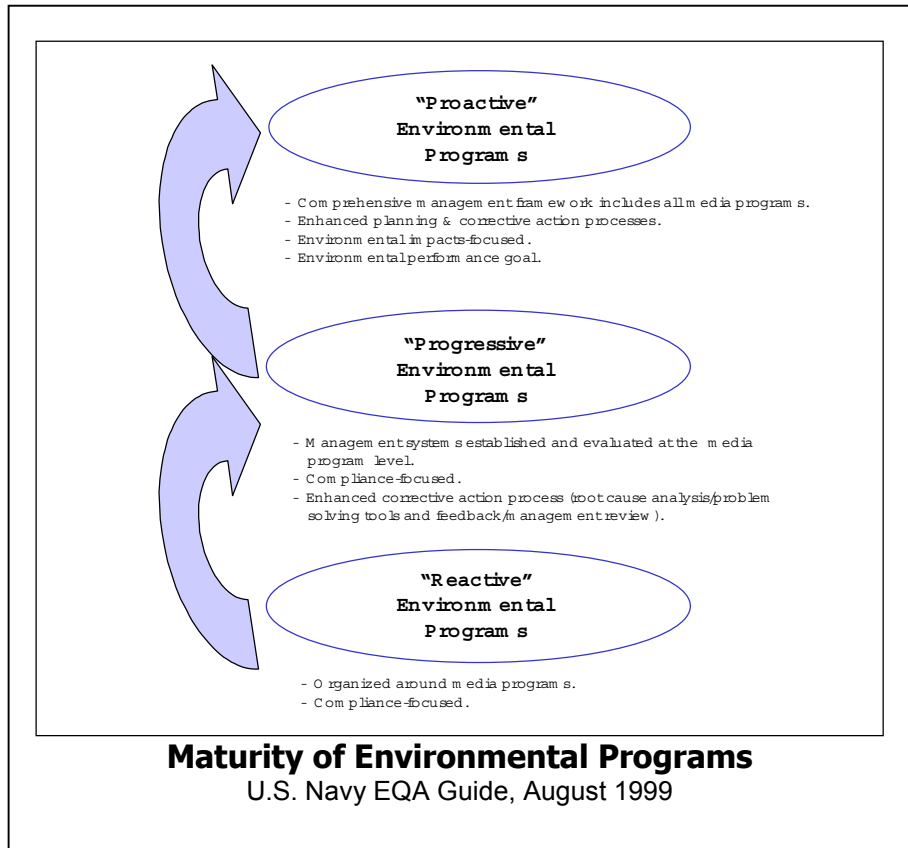 “Proactive”
Environmental
Programs
- Comprehensive management framework includes all media programs.
- Enhanced planning & corrective action processes.
- Environmental impacts-focused.
- Environmental performance goal.
“Progressive”
Environmental
Programs
- Management systems established and evaluated at the media
program level.
- Compliance-focused.
- Enhanced corrective action process (root cause analysis/problem
solving tools and feedback/management review).
“Reactive”
Environmental
Programs
- Organized around media programs.
- Compliance-focused.
Maturity of Environmental Programs
U.S. Navy EQA Guide, August 1999